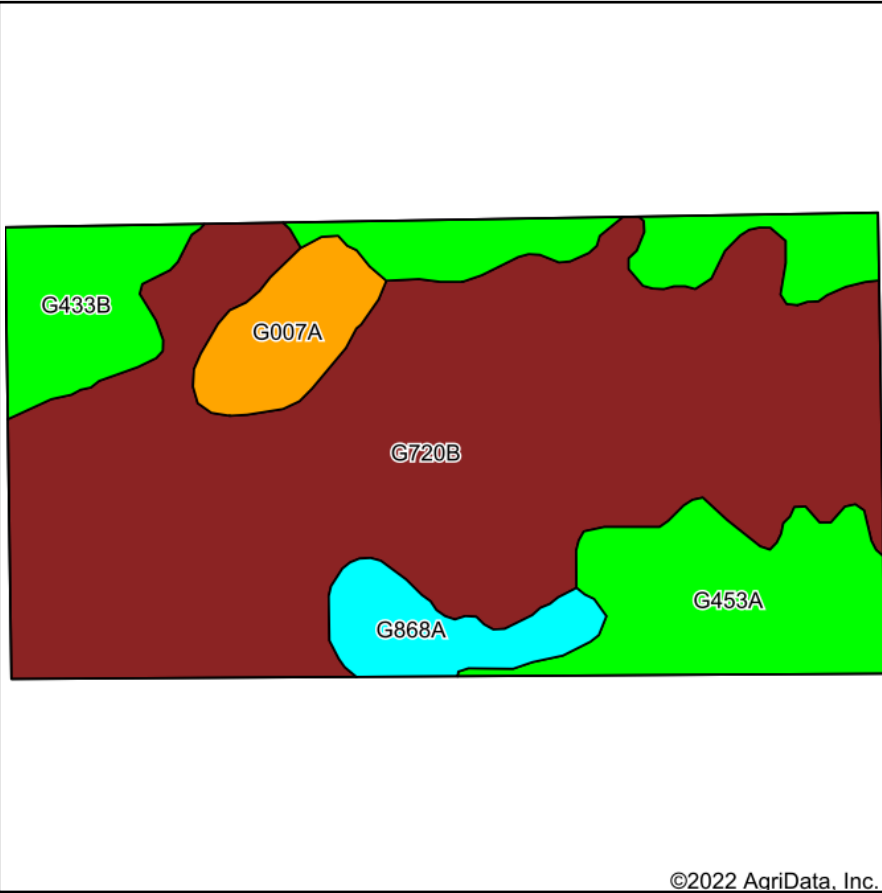 G433B
G007A
G720B
G453A
G868A
©2022 AgriData, Inc.